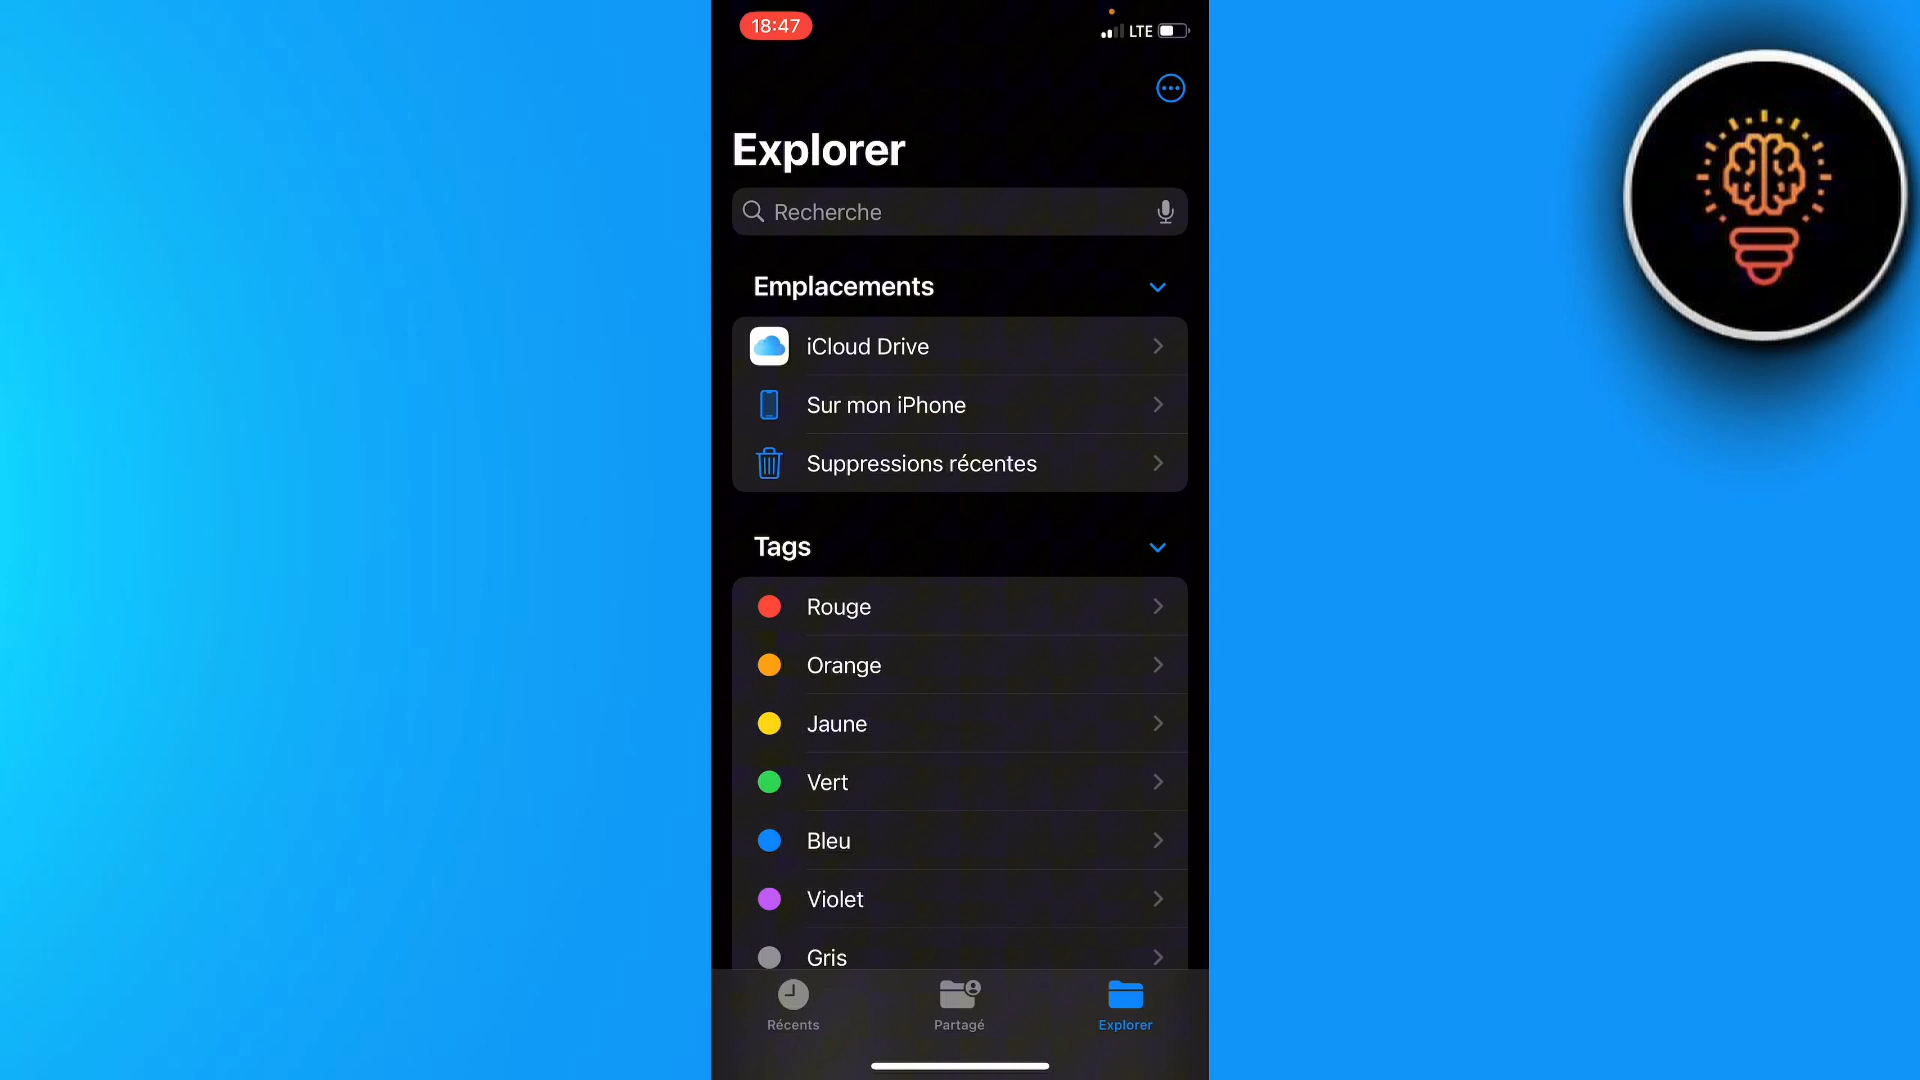 18:47
LTE
Explorer
Recherche
Emplacements
iCloud Drive
Sur mon iPhone
Suppressions récentes
Tags
Rouge
Orange
Jaune
Vert
Bleu
Violet
Gris
Récents
Partagé
Explorer